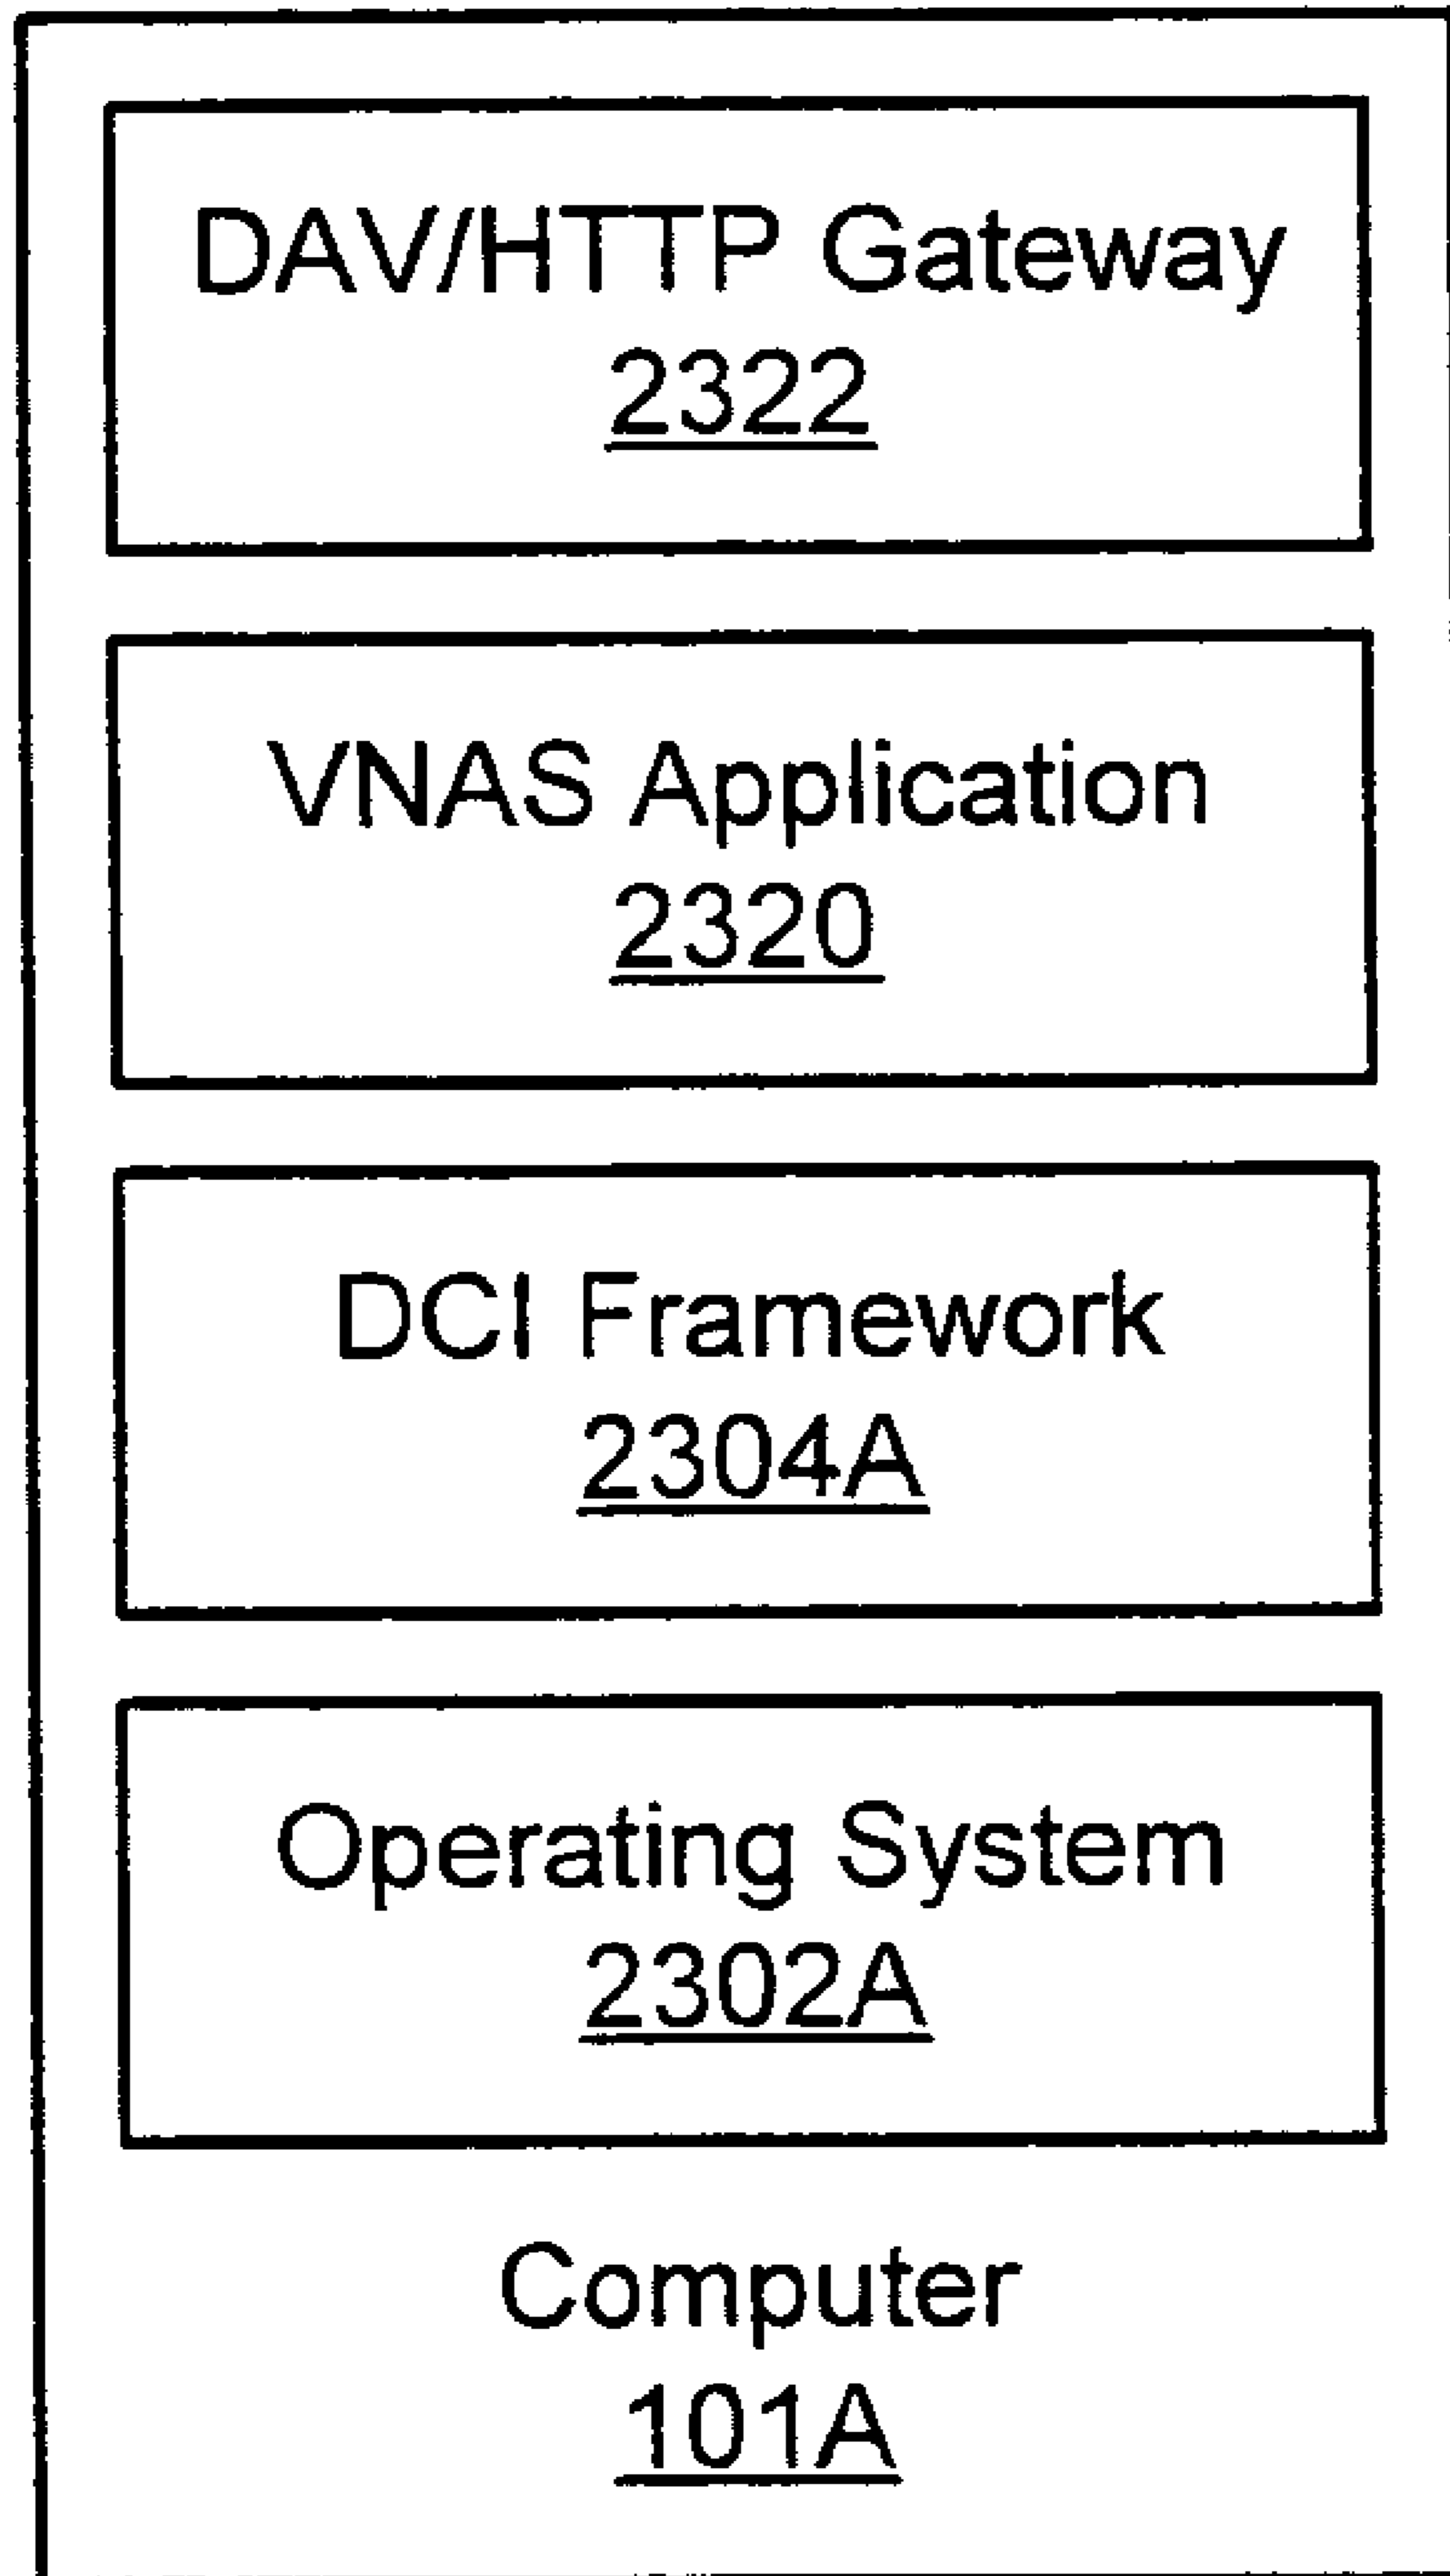 DAV/HTTP Gateway
2322
VNAS Application
2320
DCI Framework
2304A
Operating System
2302A
Computer
101A